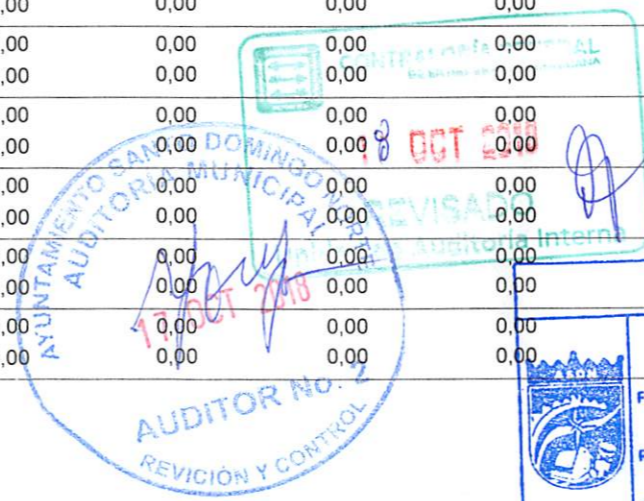 ,00 0,00 0,00 0,00
,00 0,00 0,00 0,00
,00 0,00 0,00 0,00
,00 0,00 0,00 0,00
,00 0,00 0,00 0,00
,00 0,00 0,00 0,00
,00 0,00 0,00 0,00
,00 0,00 0,00 0,00
,00 0,00 0,00 0,00
,00 0,00 0,00 0,00
,00 0,00 0,00 0,00
CONTRALORÍA GENERAL
18 OCT 2018
REVISADO
Auditoría Interna
AYUNTAMIENTO SANTO DOMINGO NORTE
AUDITORÍA MUNICIPAL
17 OCT 2018
AUDITOR No. 2
REVICIÓN Y CONTROL
ASDN